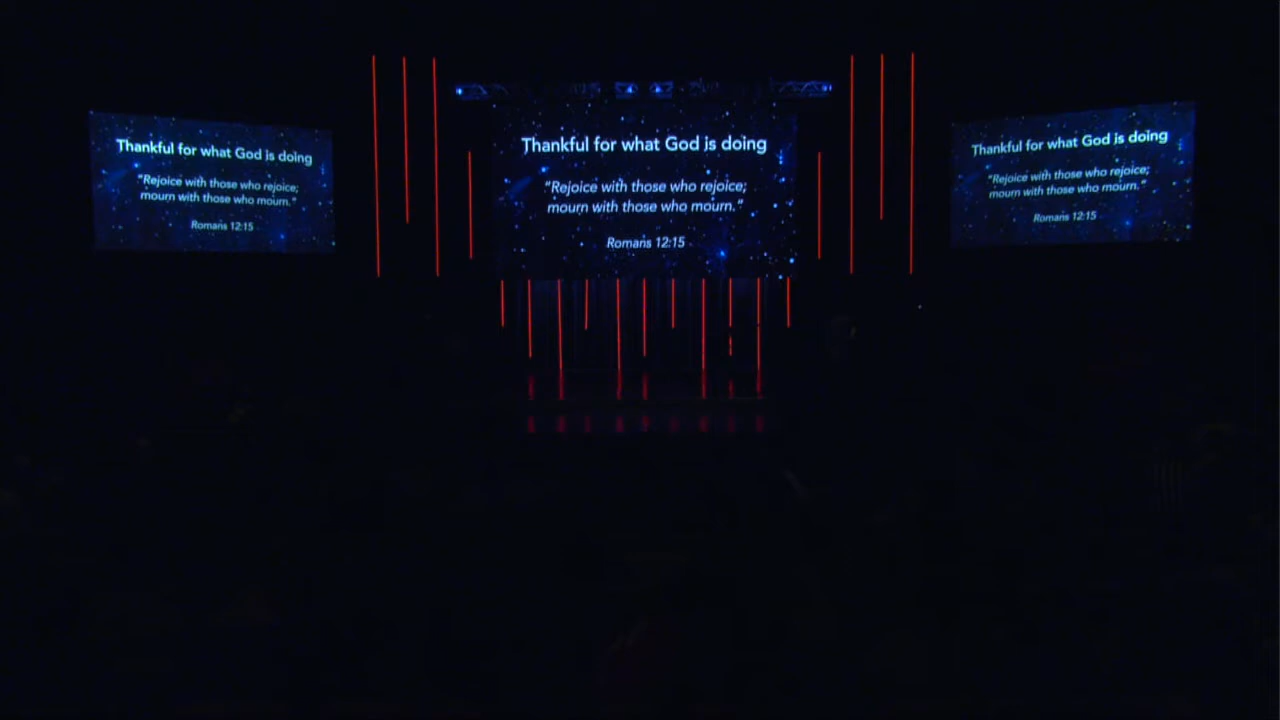 Thankful for what God is doing
"Rejoice with those who rejoice;
mourn with those who mourn."
Romans 12:15
Thankful for what God is doing
"Rejoice with those who rejoice;
mourn with those who mourn."
Romans 12:15
Thankful for what God is doing
"Rejoice with those who rejoice;
mourn with those who mourn."
Romans 12:15